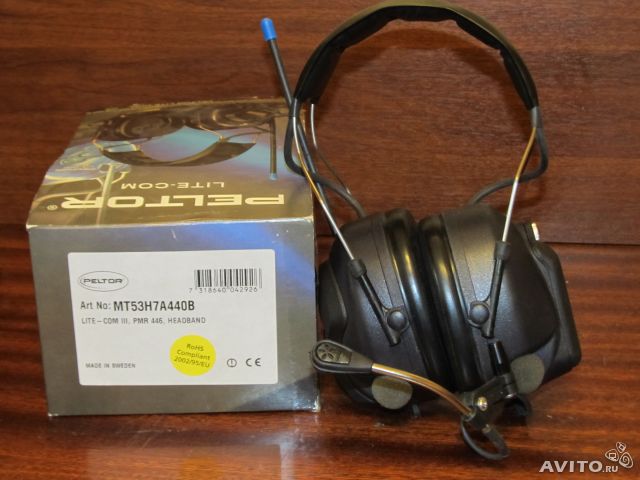 LITE-COM
PELTOR®
PELTOR
7 318640 042926
Art No: MT53H7A440B
LITE-COM III, PMR 446, HEADBAND
RoHS
Compliant
2002/95/EU
MADE IN SWEDEN
CE
AVITO.ru